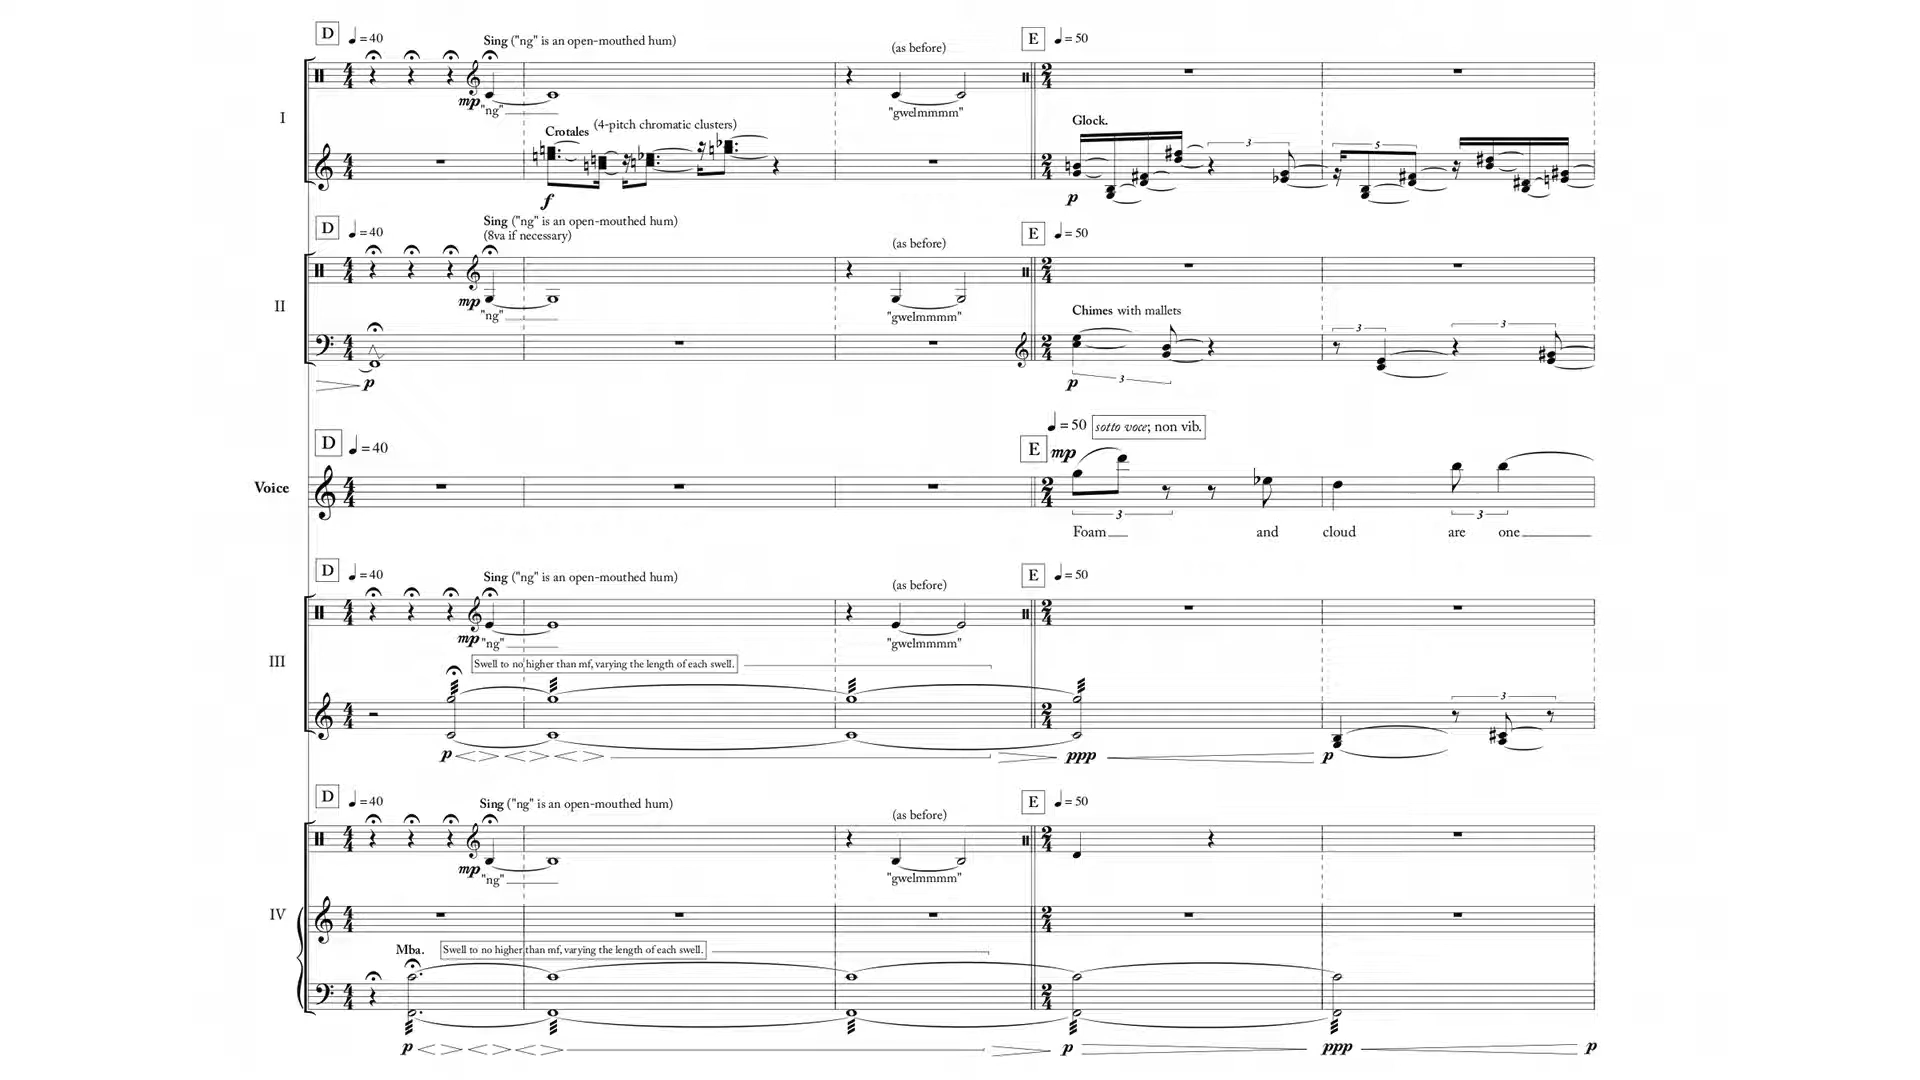 D ♩= 40
Sing ("ng" is an open-mouthed hum)
(as before)
E ♩= 50
mp
"ng"
"gwelmmmm"
I
Crotales (4-pitch chromatic clusters)
f
Glock.
3
5
p
D ♩= 40
Sing ("ng" is an open-mouthed hum)
(8va if necessary)
(as before)
E ♩= 50
mp
"ng"
"gwelmmmm"
II
Chimes with mallets
p
p
3
3
3
D ♩= 40
E ♩= 50
sotto voce; non vib.
mp
Voice
3
3
Foam and cloud are one
D ♩= 40
Sing ("ng" is an open-mouthed hum)
(as before)
E ♩= 50
mp
"ng"
"gwelmmmm"
III
Swell to no higher than mf, varying the length of each swell.
3
p
ppp
p
D ♩= 40
Sing ("ng" is an open-mouthed hum)
(as before)
E ♩= 50
mp
"ng"
"gwelmmmm"
IV
Mba.
Swell to no higher than mf, varying the length of each swell.
p
p
ppp
p